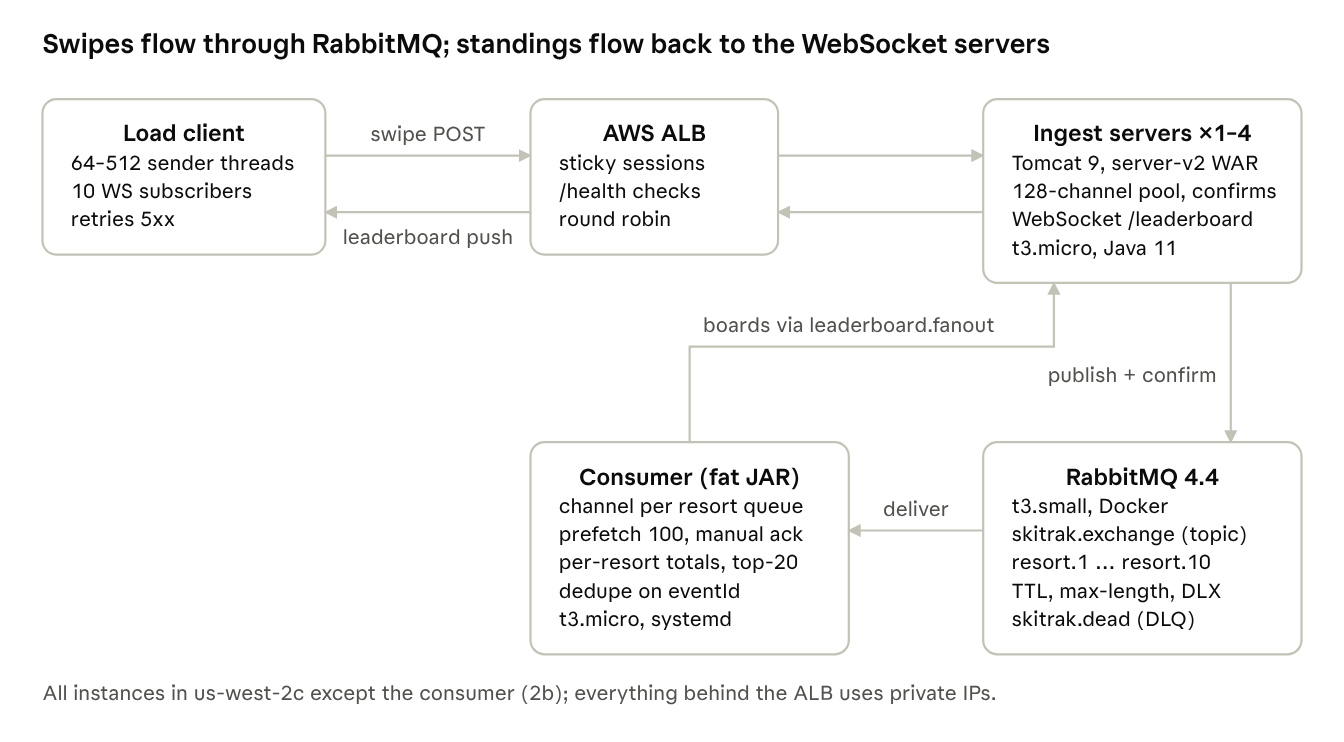 Swipes flow through RabbitMQ; standings flow back to the WebSocket servers
Load client
64–512 sender threads
10 WS subscribers
retries 5xx
swipe POST
leaderboard push
AWS ALB
sticky sessions
/health checks
round robin
Ingest servers ×1–4
Tomcat 9, server-v2 WAR
128-channel pool, confirms
WebSocket /leaderboard
t3.micro, Java 11
boards via leaderboard.fanout
publish + confirm
Consumer (fat JAR)
channel per resort queue
prefetch 100, manual ack
per-resort totals, top-20
dedupe on eventId
t3.micro, systemd
deliver
RabbitMQ 4.4
t3.small, Docker
skitrak.exchange (topic)
resort.1 … resort.10
TTL, max-length, DLX
skitrak.dead (DLQ)
All instances in us-west-2c except the consumer (2b); everything behind the ALB uses private IPs.